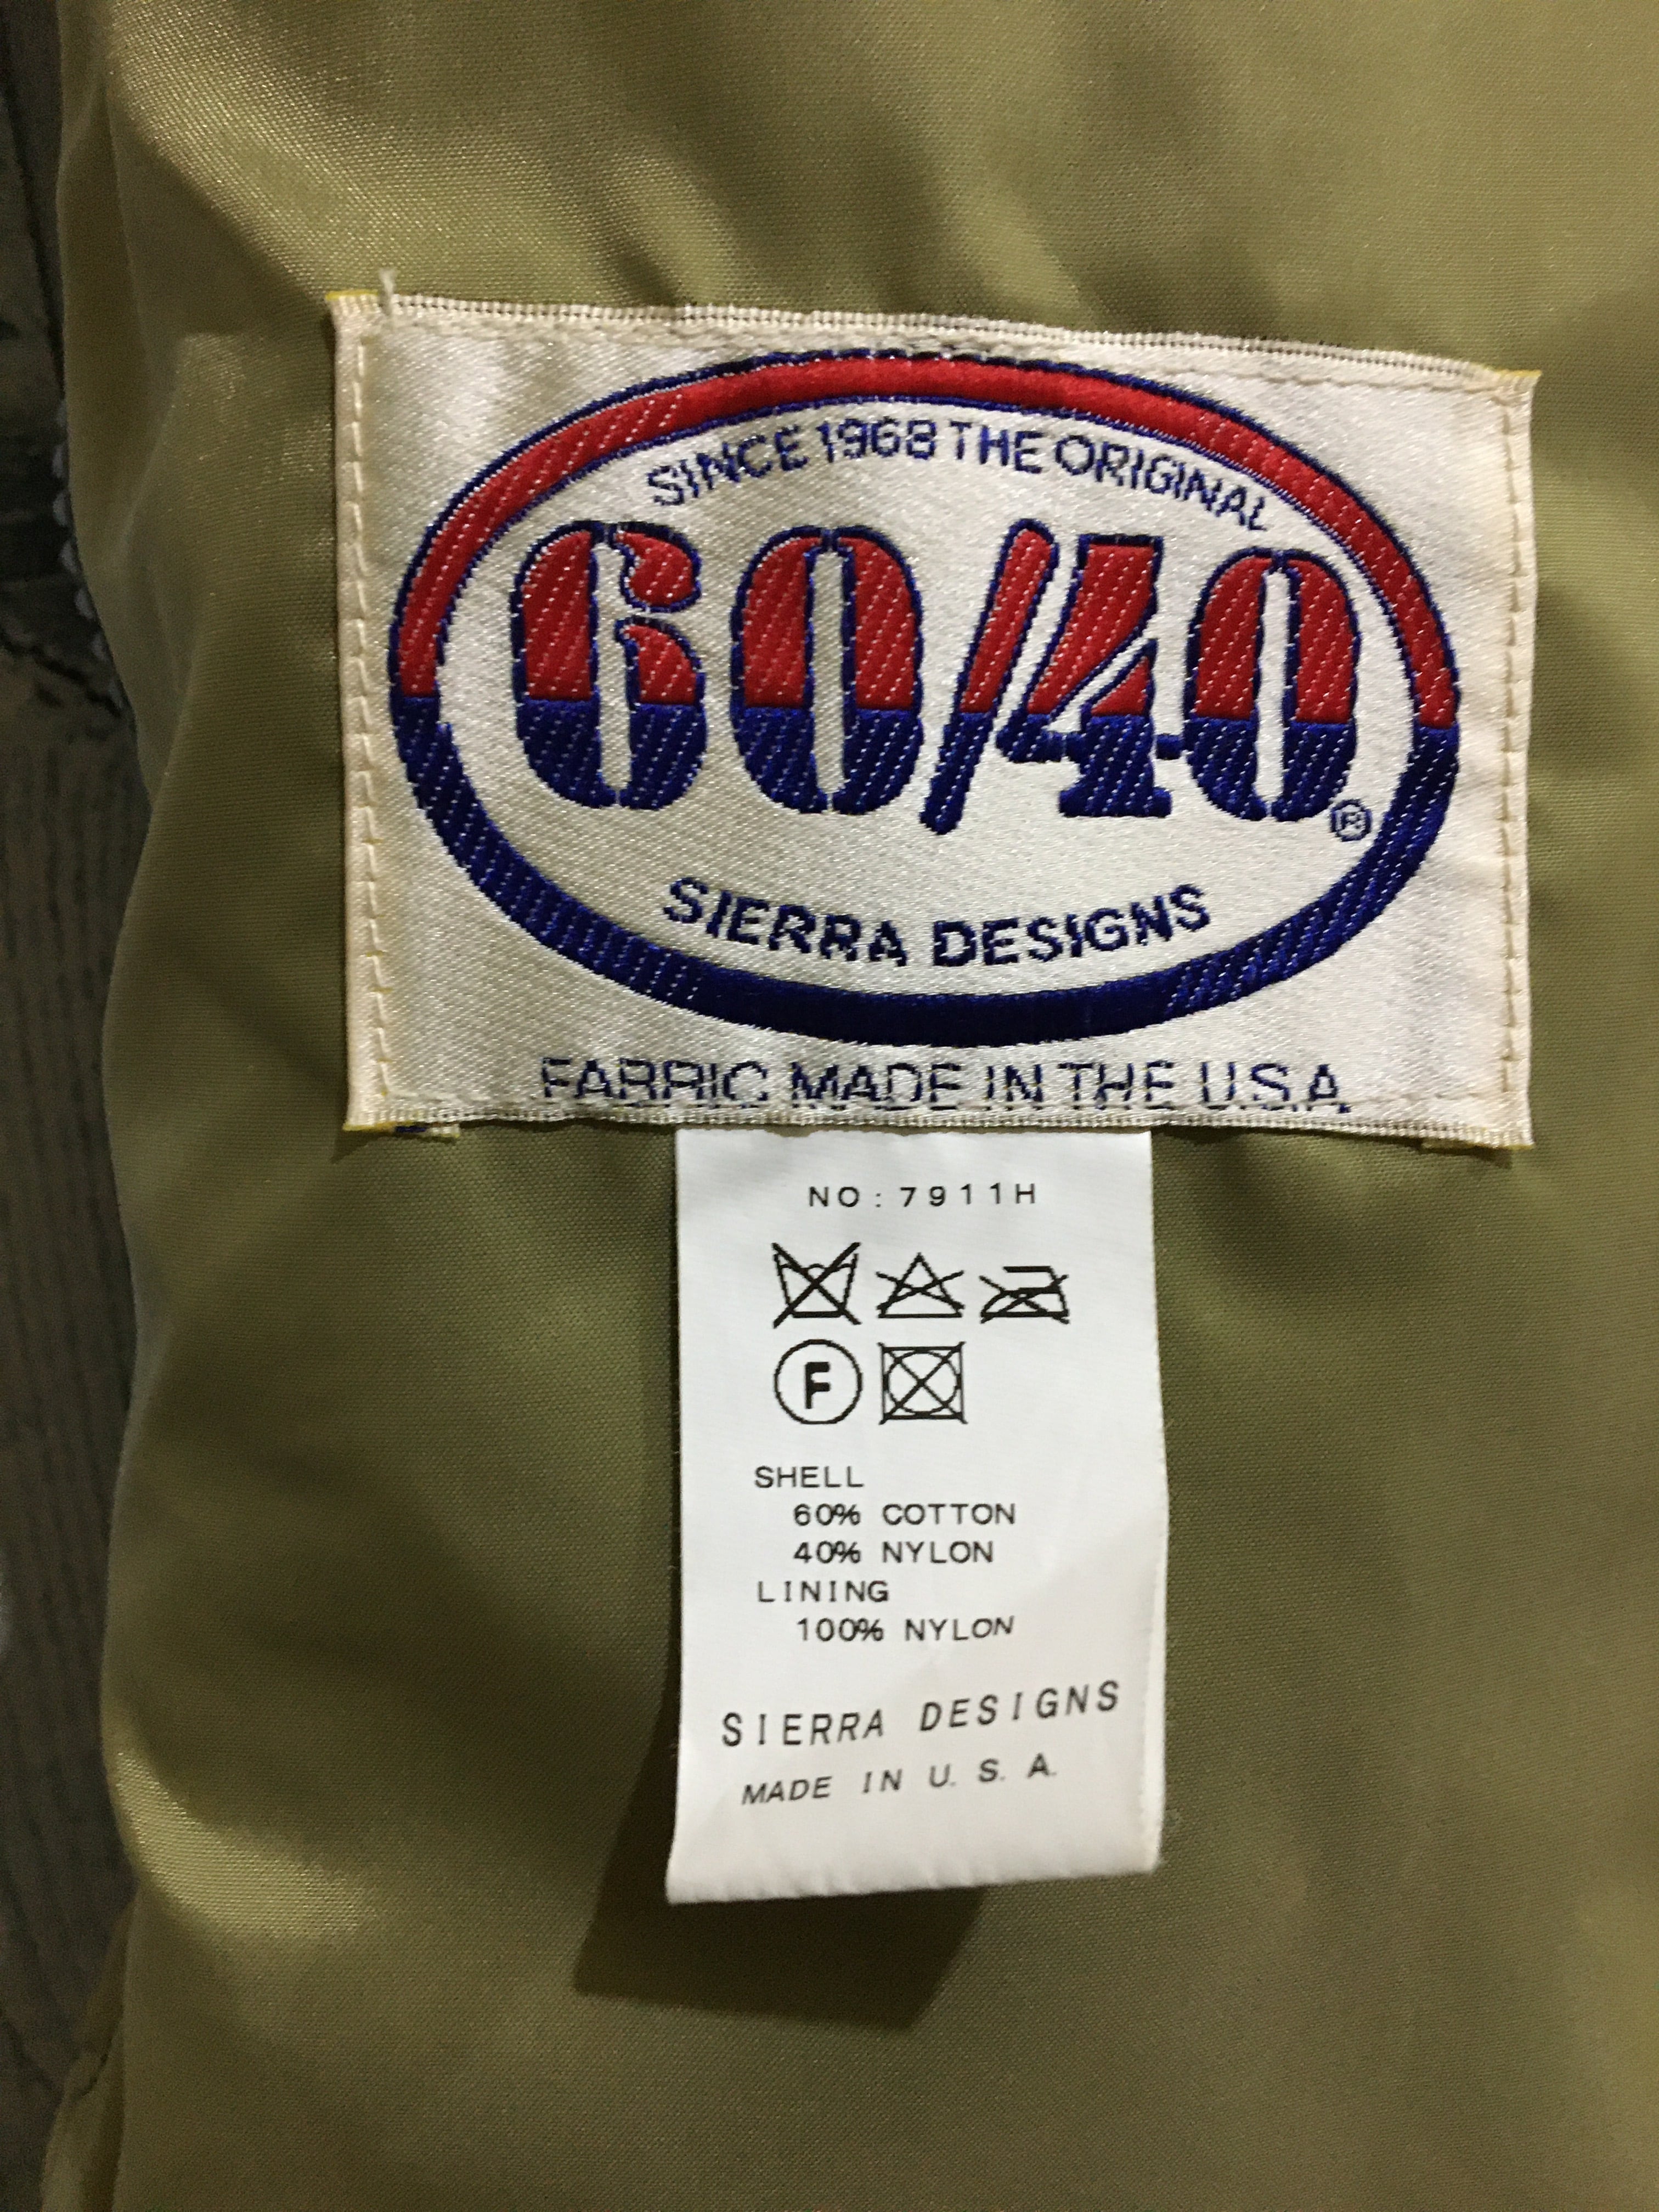 SINCE 1968 THE ORIGINAL
60/40®
SIERRA DESIGNS
FABRIC MADE IN THE U.S.A.
NO: 7911H
F
SHELL
60% COTTON
40% NYLON
LINING
100% NYLON
SIERRA DESIGNS
MADE IN U. S. A.